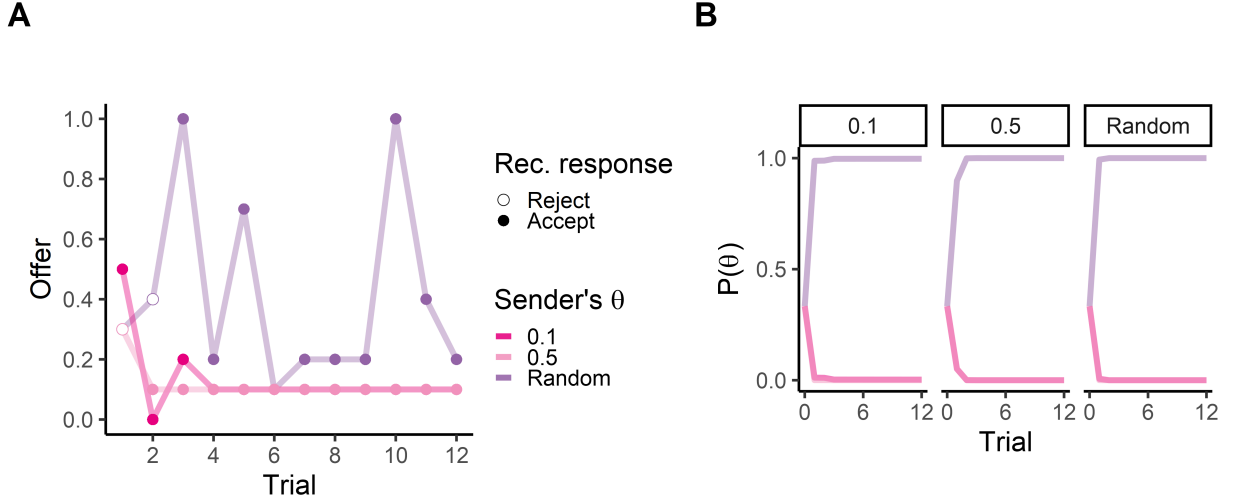 A
Offer
1.0
0.8
0.6
0.4
0.2
0.0
2 4 6 8 10 12
Trial
Rec. response
Reject
Accept
Sender's θ
0.1
0.5
Random
B
0.1 0.5 Random
P(θ)
1.0
0.5
0.0
0 6 12 0 6 12 0 6 12
Trial